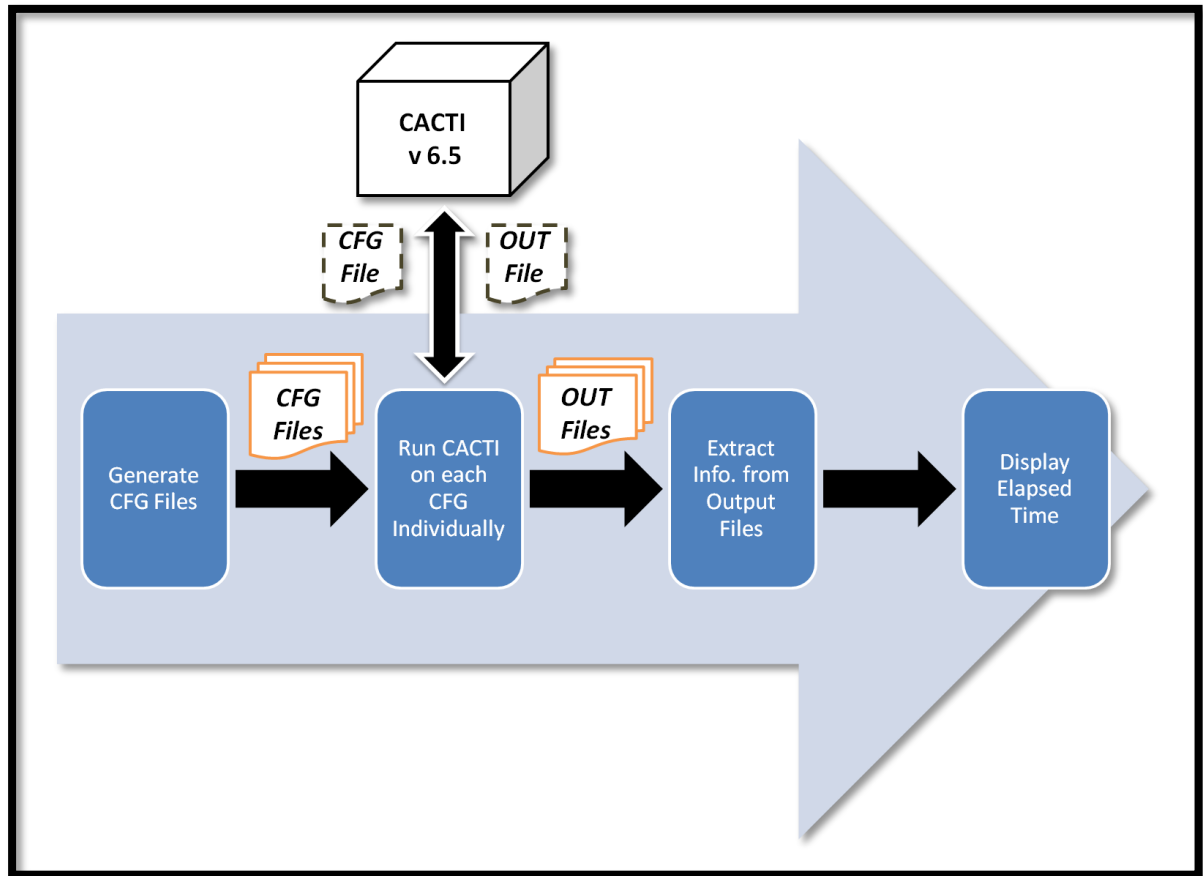 CACTI
v 6.5
CFG
File
OUT
File
CFG
Files
OUT
Files
Generate
CFG Files
Run CACTI
on each
CFG
Individually
Extract
Info. from
Output
Files
Display
Elapsed
Time